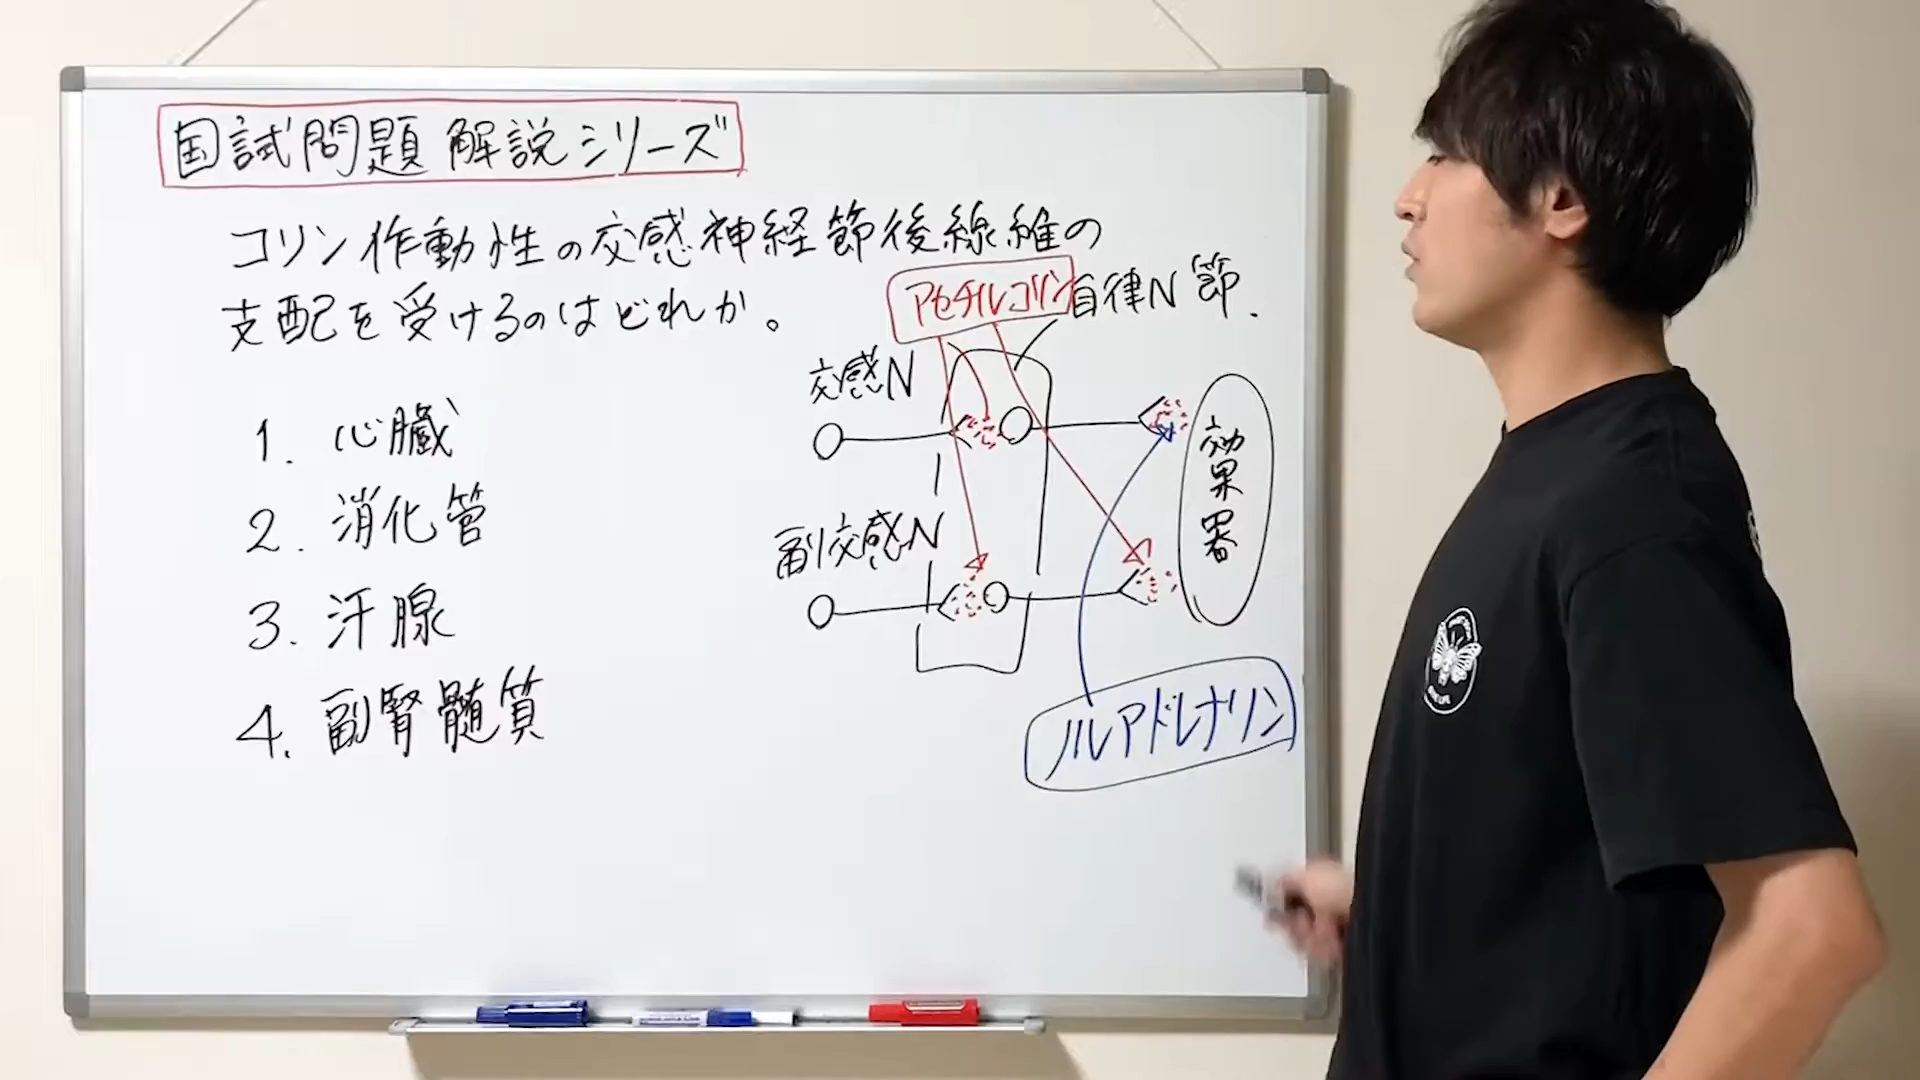 国試問題 解説シリーズ
コリン作動性の交感神経節後線維の
支配を受けるのはどれか。
1. 心臓
2. 消化管
3. 汗腺
4. 副腎髄質
アセチルコリン
自律N節.
交感N
副交感N
効果器
ノルアドレナリン